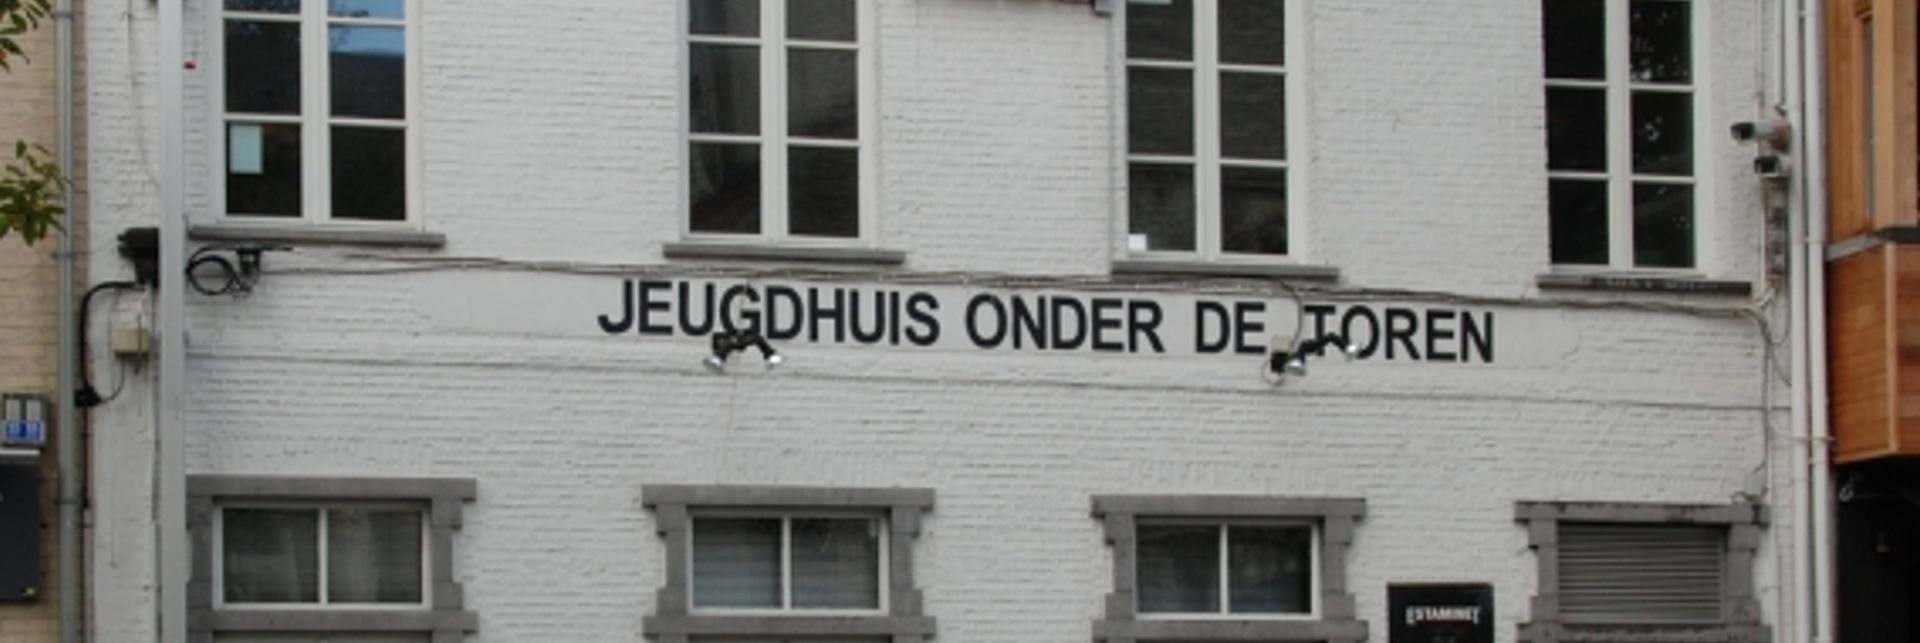 JEUGDHUIS ONDER DE TOREN
ESTAMINET